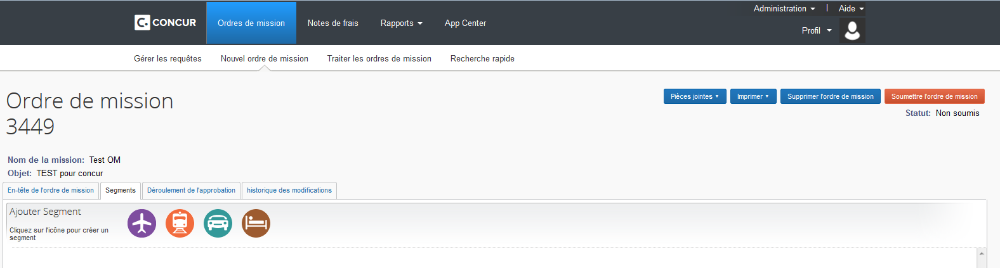 Administration | Aide
C. CONCUR Ordres de mission Notes de frais Rapports App Center Profil
Gérer les requêtes Nouvel ordre de mission Traiter les ordres de mission Recherche rapide
Ordre de mission
3449
Pièces jointes Imprimer Supprimer l'ordre de mission Soumettre l'ordre de mission
Statut: Non soumis
Nom de la mission: Test OM
Objet: TEST pour concur
En-tête de l'ordre de mission Segments Déroulement de l'approbation historique des modifications
Ajouter Segment
Cliquez sur l'icône pour créer un
segment